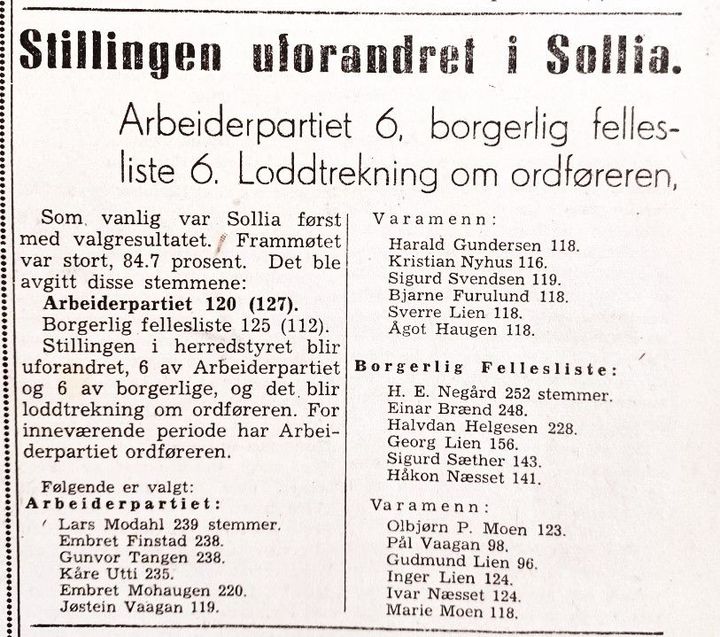 Stillingen uforandret i Sollia.
Arbeiderpartiet 6, borgerlig felles-
liste 6. Loddtrekning om ordføreren,
Som vanlig var Sollia først
med valgresultatet. Frammøtet
var stort, 84.7 prosent. Det ble
avgitt disse stemmene:
Arbeiderpartiet 120 (127).
Borgerlig fellesliste 125 (112).
Stillingen i herredstyret blir
uforandret, 6 av Arbeiderpartiet
og 6 av borgerlige, og det blir
loddtrekning om ordføreren. For
inneværende periode har Arbei-
derpartiet ordføreren.
Følgende er valgt:
Arbeiderpartiet:
Lars Modahl 239 stemmer.
Embret Finstad 238.
Gunvor Tangen 238.
Kåre Utti 235.
Embret Mohaugen 220.
Jøstein Vaagan 119.
Varamenn:
Harald Gundersen 118.
Kristian Nyhus 116.
Sigurd Svendsen 119.
Bjarne Furulund 118.
Sverre Lien 118.
Ågot Haugen 118.
Borgerlig Fellesliste:
H. E. Negård 252 stemmer.
Einar Brænd 248.
Halvdan Helgesen 228.
Georg Lien 156.
Sigurd Sæther 143.
Håkon Næsset 141.
Varamenn:
Olbjørn P. Moen 123.
Pål Vaagan 98.
Gudmund Lien 96.
Inger Lien 124.
Ivar Næsset 124.
Marie Moen 118.